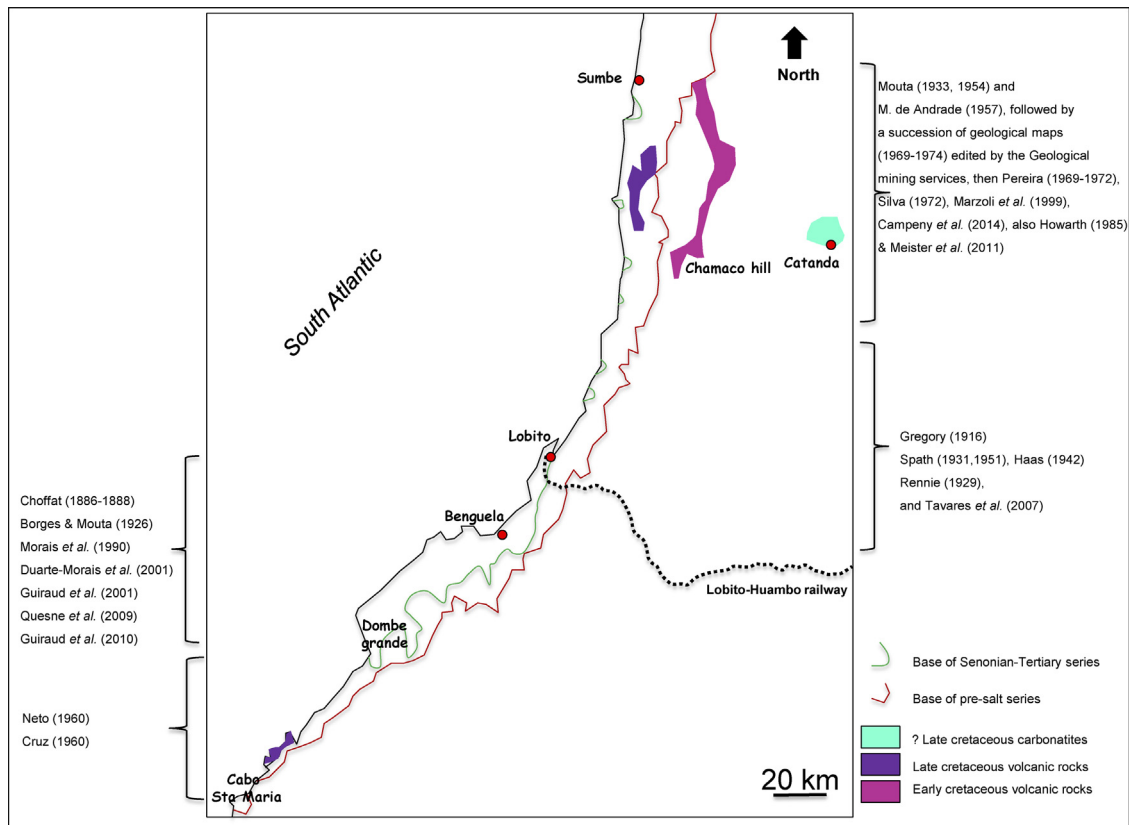 Sumbe
North
Mouta (1933, 1954) and
M. de Andrade (1957), followed by
a succession of geological maps
(1969-1974) edited by the Geological
mining services, then Pereira (1969-1972),
Silva (1972), Marzoli et al. (1999),
Campeny et al. (2014), also Howarth (1985)
& Meister et al. (2011)
Chamaco hill
Catanda
South Atlantic
Lobito
Gregory (1916)
Spath (1931,1951), Haas (1942)
Rennie (1929),
and Tavares et al. (2007)
Choffat (1886-1888)
Borges & Mouta (1926)
Morais et al. (1990)
Duarte-Morais et al. (2001)
Guiraud et al. (2001)
Quesne et al. (2009)
Guiraud et al. (2010)
Benguela
Lobito-Huambo railway
Dombe
grande
Neto (1960)
Cruz (1960)
Cabo
Sta Maria
20 km
Base of Senonian-Tertiary series
Base of pre-salt series
? Late cretaceous carbonatites
Late cretaceous volcanic rocks
Early cretaceous volcanic rocks